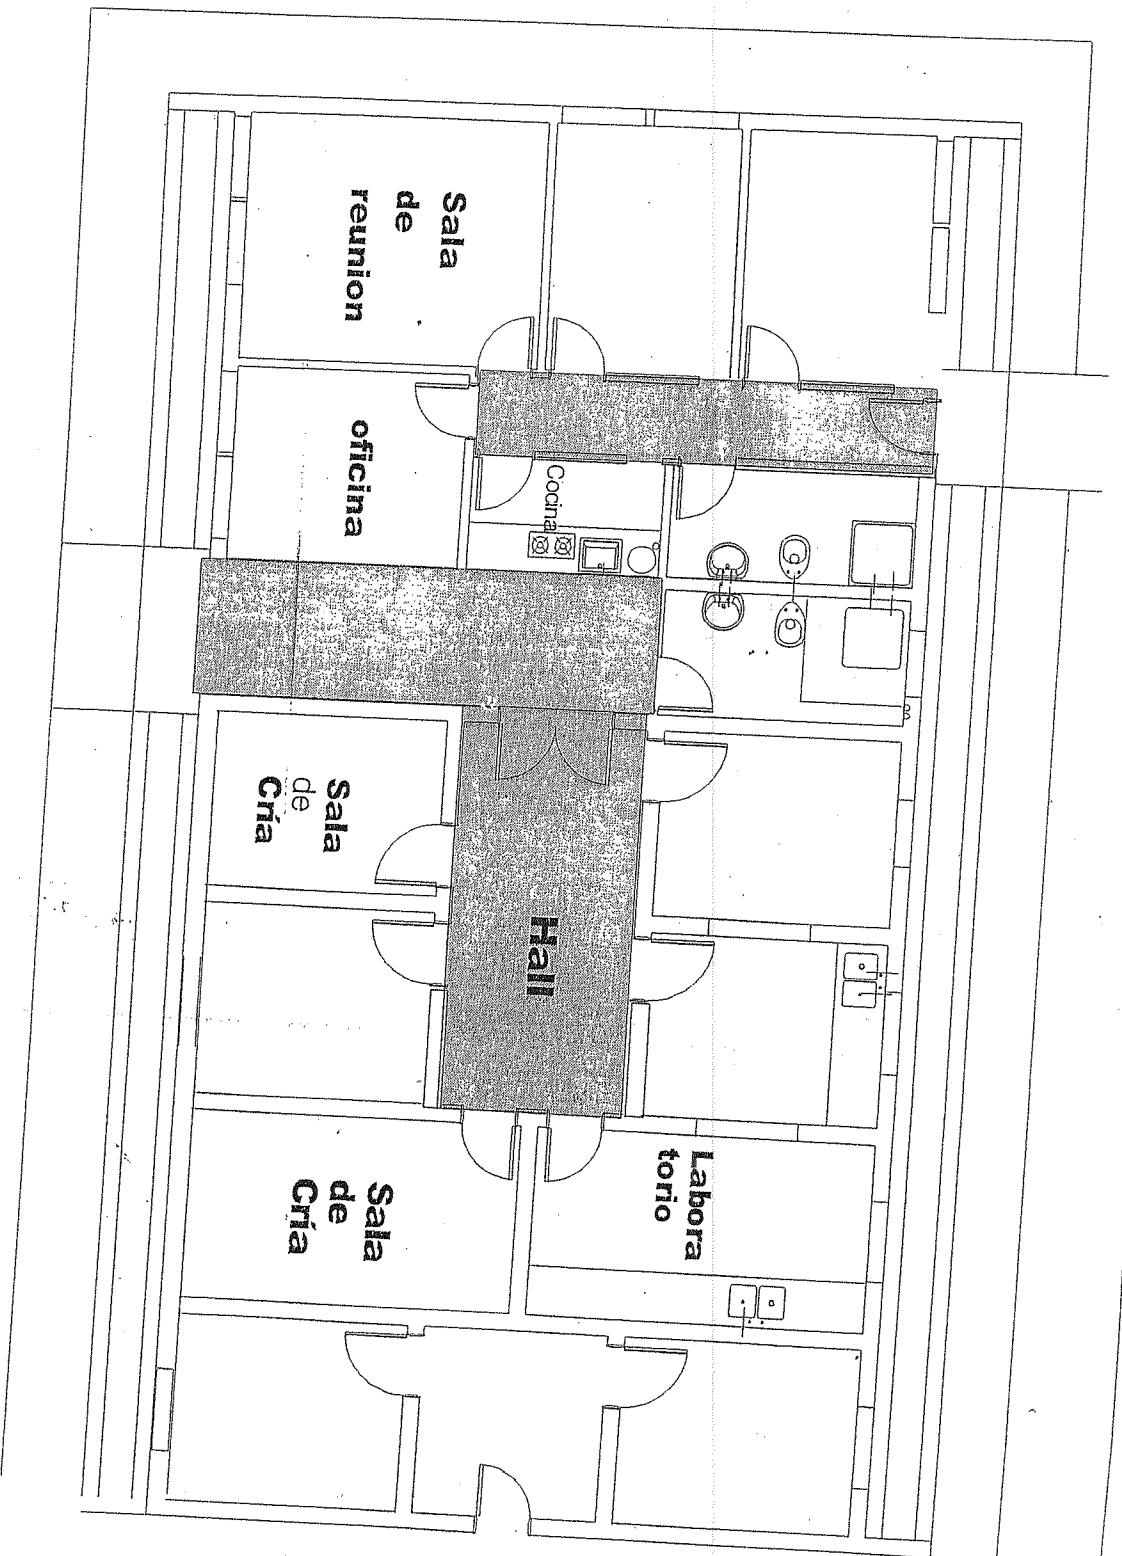 Sala
de
reunion
oficina
Cocina
Sala
de
Cría
Hall
Labora
torio
Sala
de
Cría